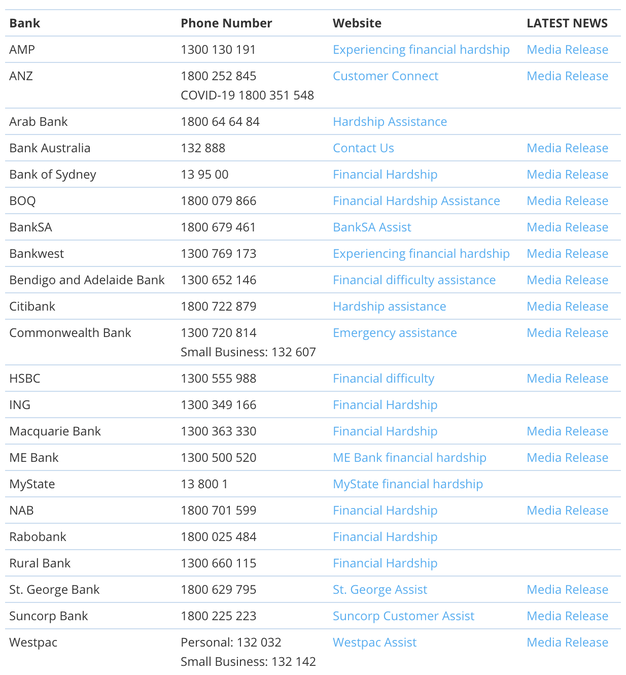 Bank Phone Number Website LATEST NEWS
AMP 1300 130 191 Experiencing financial hardship Media Release
ANZ 1800 252 845 Customer Connect Media Release
COVID-19 1800 351 548
Arab Bank 1800 64 64 84 Hardship Assistance
Bank Australia 132 888 Contact Us Media Release
Bank of Sydney 13 95 00 Financial Hardship Media Release
BOQ 1800 079 866 Financial Hardship Assistance Media Release
BankSA 1800 679 461 BankSA Assist Media Release
Bankwest 1300 769 173 Experiencing financial hardship Media Release
Bendigo and Adelaide Bank 1300 652 146 Financial difficulty assistance Media Release
Citibank 1800 722 879 Hardship assistance Media Release
Commonwealth Bank 1300 720 814 Emergency assistance Media Release
Small Business: 132 607
HSBC 1300 555 988 Financial difficulty Media Release
ING 1300 349 166 Financial Hardship
Macquarie Bank 1300 363 330 Financial Hardship Media Release
ME Bank 1300 500 520 ME Bank financial hardship Media Release
MyState 13 800 1 MyState financial hardship
NAB 1800 701 599 Financial Hardship Media Release
Rabobank 1800 025 484 Financial Hardship
Rural Bank 1300 660 115 Financial Hardship
St. George Bank 1800 629 795 St. George Assist Media Release
Suncorp Bank 1800 225 223 Suncorp Customer Assist Media Release
Westpac Personal: 132 032 Westpac Assist Media Release
Small Business: 132 142